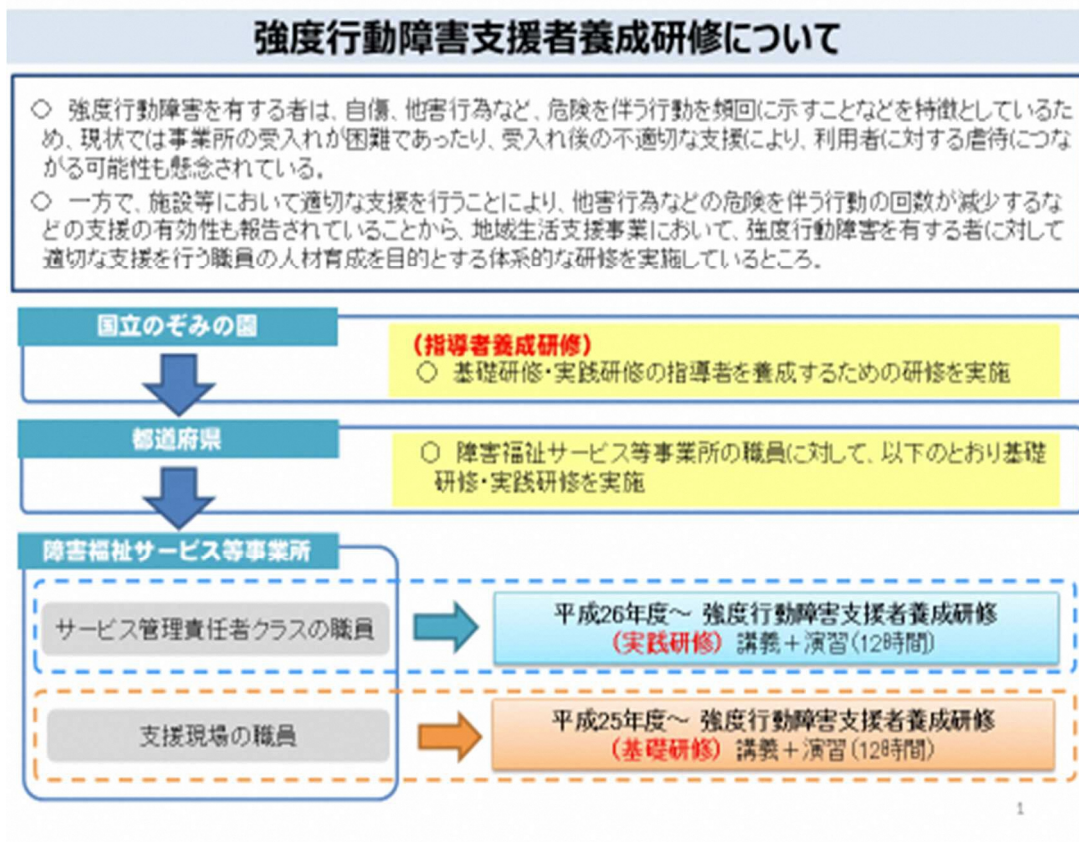 強度行動障害支援者養成研修について
○ 強度行動障害を有する者は、自傷、他害行為など、危険を伴う行動を頻回に示すことなどを特徴としているた
め、現状では事業所の受入れが困難であったり、受入れ後の不適切な支援により、利用者に対する虐待につな
がる可能性も懸念されている。
○ 一方で、施設等において適切な支援を行うことにより、他害行為などの危険を伴う行動の回数が減少するな
どの支援の有効性も報告されていることから、地域生活支援事業において、強度行動障害を有する者に対して
適切な支援を行う職員の人材育成を目的とする体系的な研修を実施しているところ。
国立のぞみの園
(指導者養成研修)
○ 基礎研修・実践研修の指導者を養成するための研修を実施
都道府県
○ 障害福祉サービス等事業所の職員に対して、以下のとおり基礎
研修・実践研修を実施
障害福祉サービス等事業所
サービス管理責任者クラスの職員
平成26年度~ 強度行動障害支援者養成研修
(実践研修) 講義+演習(12時間)
支援現場の職員
平成25年度~ 強度行動障害支援者養成研修
(基礎研修) 講義+演習(12時間)
1